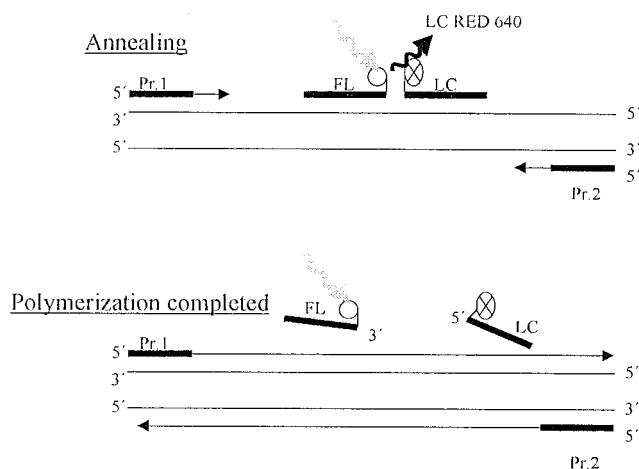 LC RED 640
Annealing
5´ Pr.1 FL LC
3´ 5´
5´ 3´
5´
Pr.2
Polymerization completed
FL 3´
5´ LC
5´ Pr.1
3´ 5´
5´ 3´
5´
Pr.2